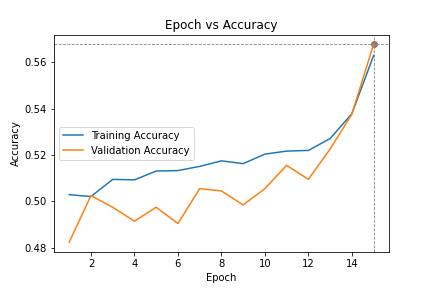 Epoch vs Accuracy
Accuracy
0.56
0.54
0.52
0.50
0.48
Training Accuracy
Validation Accuracy
2 4 6 8 10 12 14
Epoch